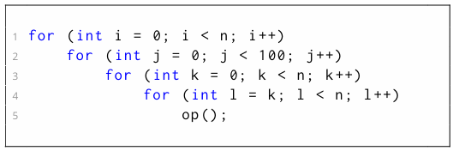 1 for (int i = 0; i < n; i++)
2 for (int j = 0; j < 100; j++)
3 for (int k = 0; k < n; k++)
4 for (int l = k; l < n; l++)
5 op();